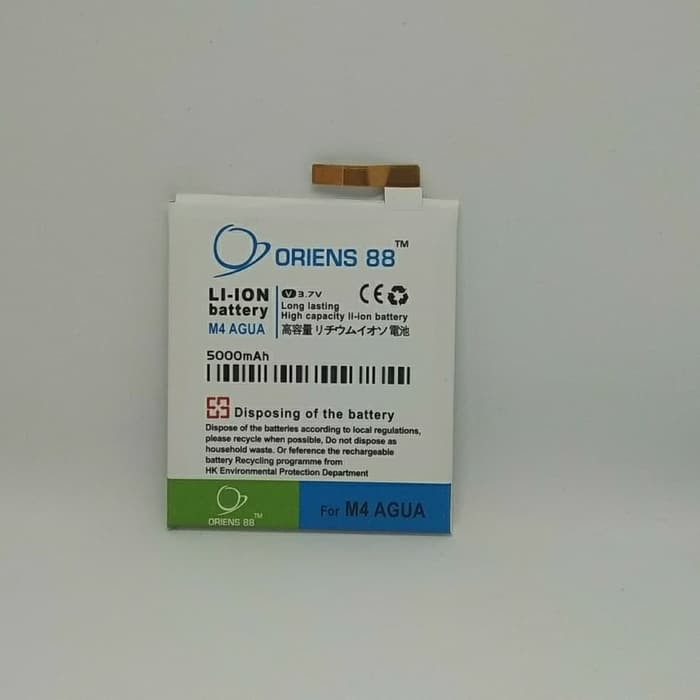 ORIENS 88™
LI-ION
battery
M4 AGUA
V 3.7V
Long lasting
High capacity li-ion battery
高容量 リチウムイオソ 電池
5000mAh
Disposing of the battery
Dispose of the batteries according to local regulations,
please recycle when possible, Do not dispose as
household waste. Or feference the rechargeable
battery Recycling programme from
HK Environmental Protection Department
ORIENS 88™
For M4 AGUA